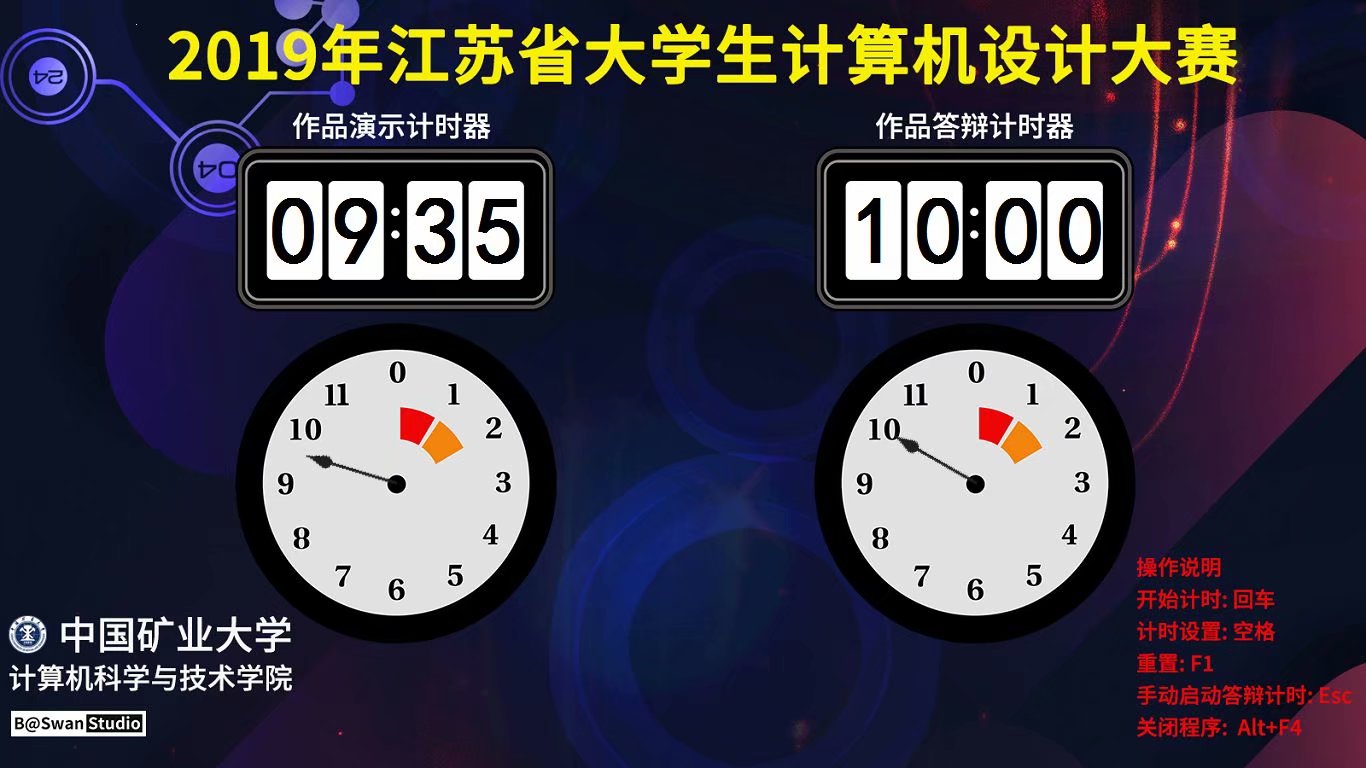 2019年江苏省大学生计算机设计大赛
24
04
作品演示计时器
作品答辩计时器
09:35
10:00
0
1
2
3
4
5
6
7
8
9
10
11
0
1
2
3
4
5
6
7
8
9
10
11
中国矿业大学
计算机科学与技术学院
B@Swan Studio
操作说明
开始计时: 回车
计时设置: 空格
重置: F1
手动启动答辩计时: Esc
关闭程序: Alt+F4